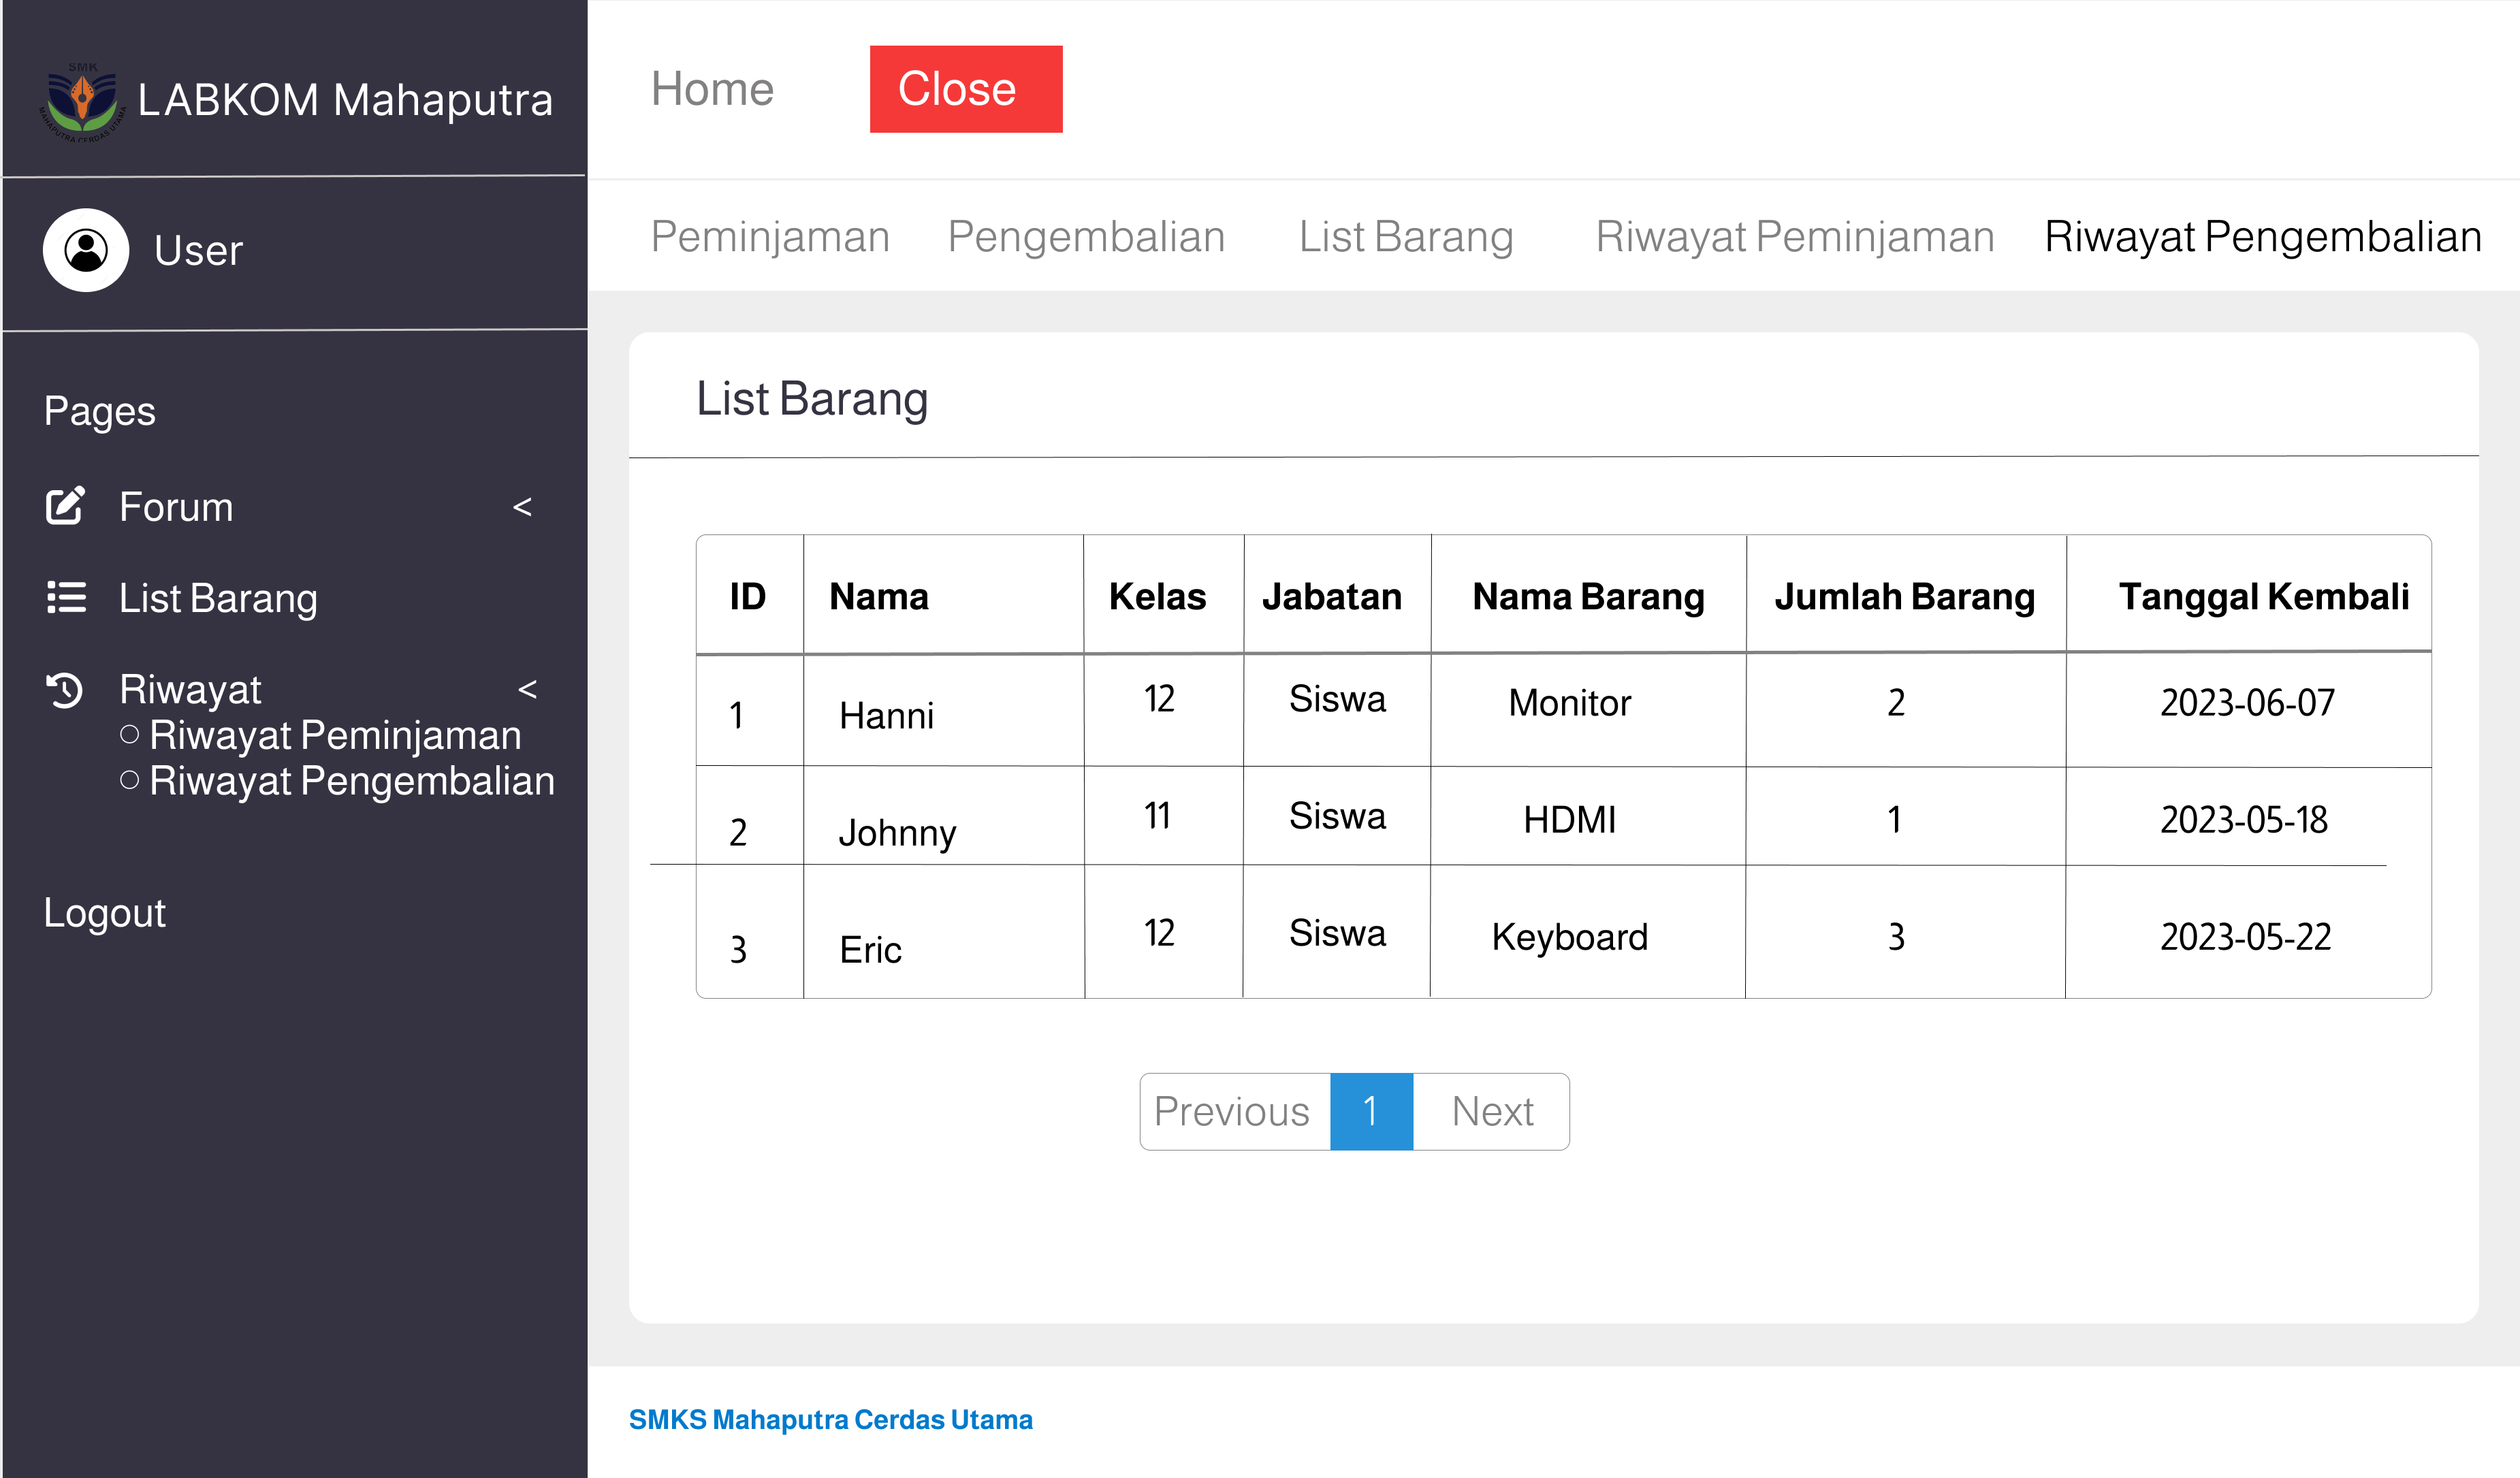 SMK
MAHAPUTRA CERDAS UTAMA
LABKOM Mahaputra
User
Pages
Forum <
List Barang
Riwayat <
Riwayat Peminjaman
Riwayat Pengembalian
Logout
Home Close
Peminjaman Pengembalian List Barang Riwayat Peminjaman Riwayat Pengembalian
List Barang
ID Nama Kelas Jabatan Nama Barang Jumlah Barang Tanggal Kembali
1 Hanni 12 Siswa Monitor 2 2023-06-07
2 Johnny 11 Siswa HDMI 1 2023-05-18
3 Eric 12 Siswa Keyboard 3 2023-05-22
Previous 1 Next
SMKS Mahaputra Cerdas Utama